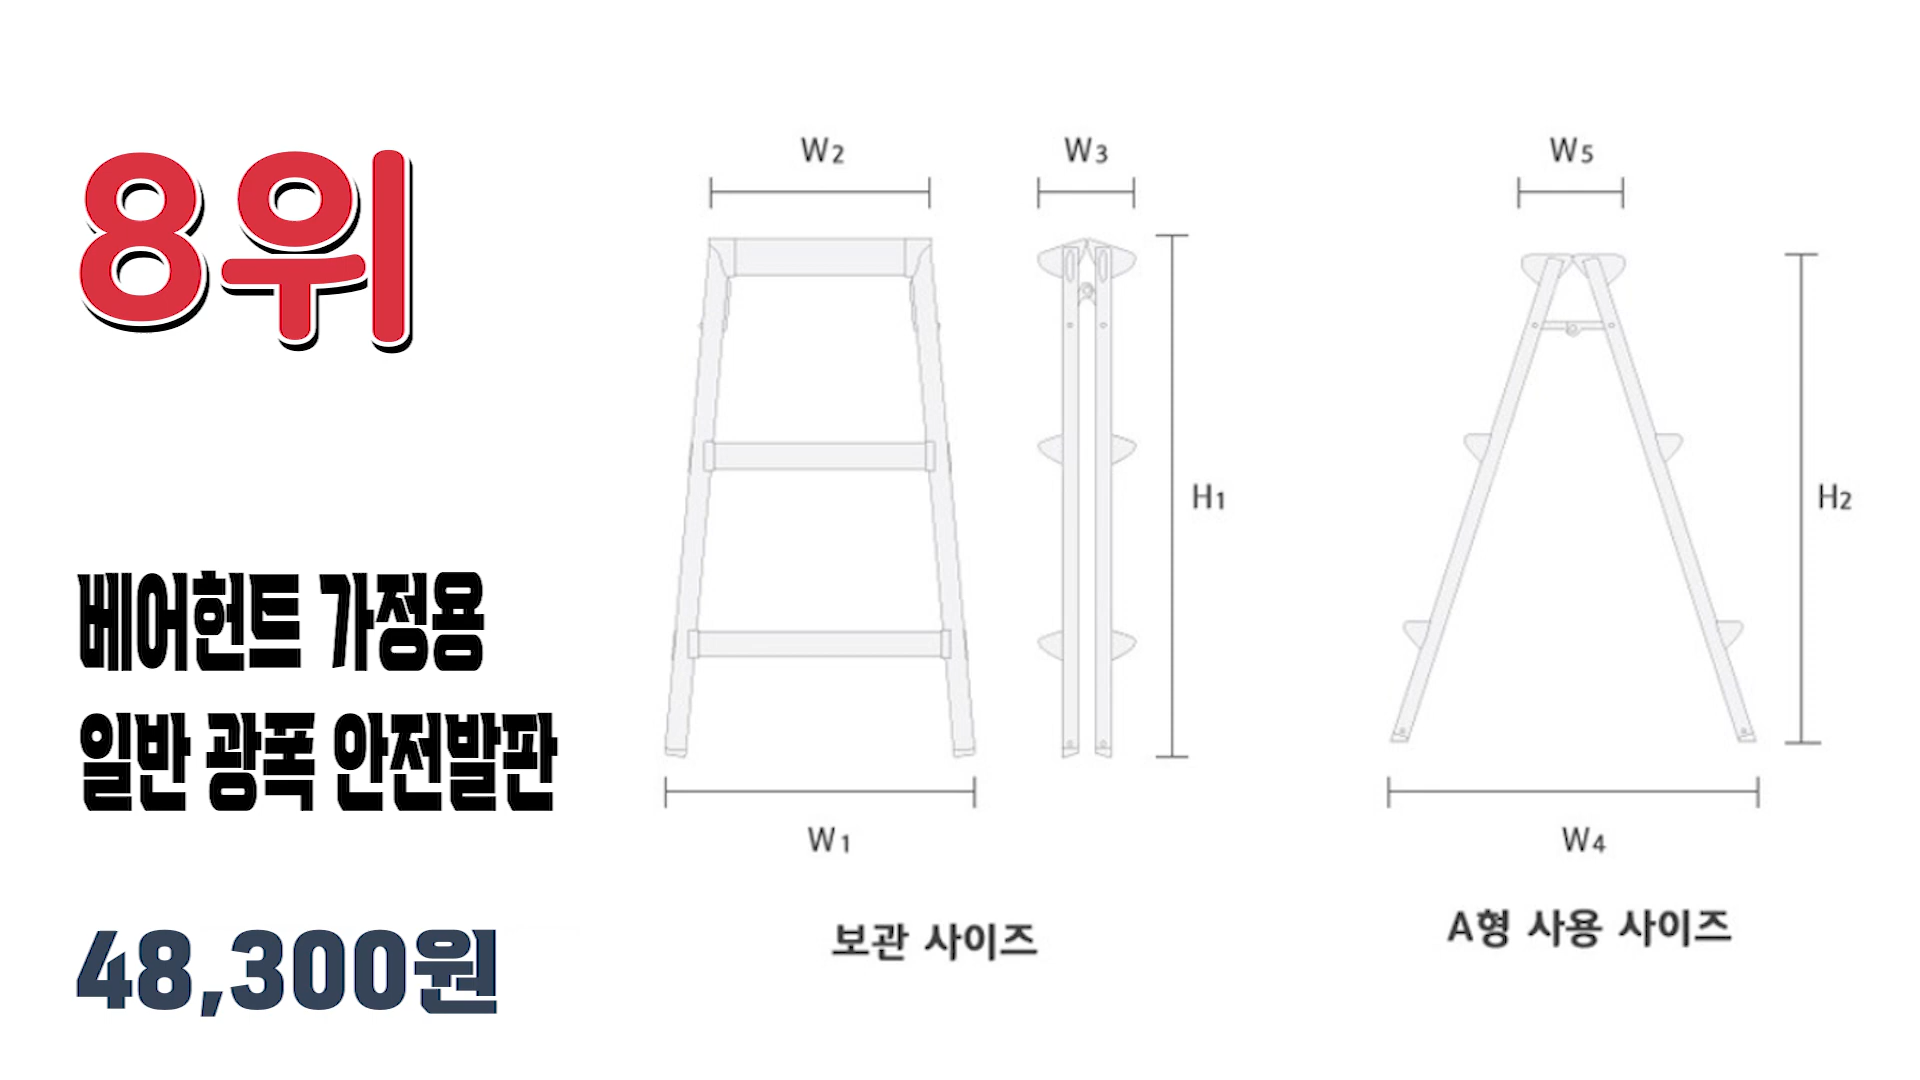 8위
베어헌트 가정용
일반 광폭 안전발판
48,300원
W2
W3
W5
H1
H2
W1
W4
보관 사이즈
A형 사용 사이즈